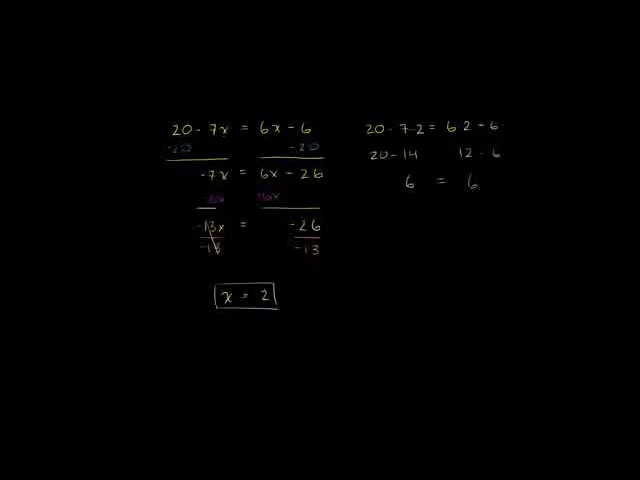 20 - 7x = 6x - 6
-20 -20
-7x = 6x - 26
-6x -6x
-13x = -26
-13 -13
x = 2
20 - 7·2 = 6·2 - 6
20 - 14 12 - 6
6 = 6